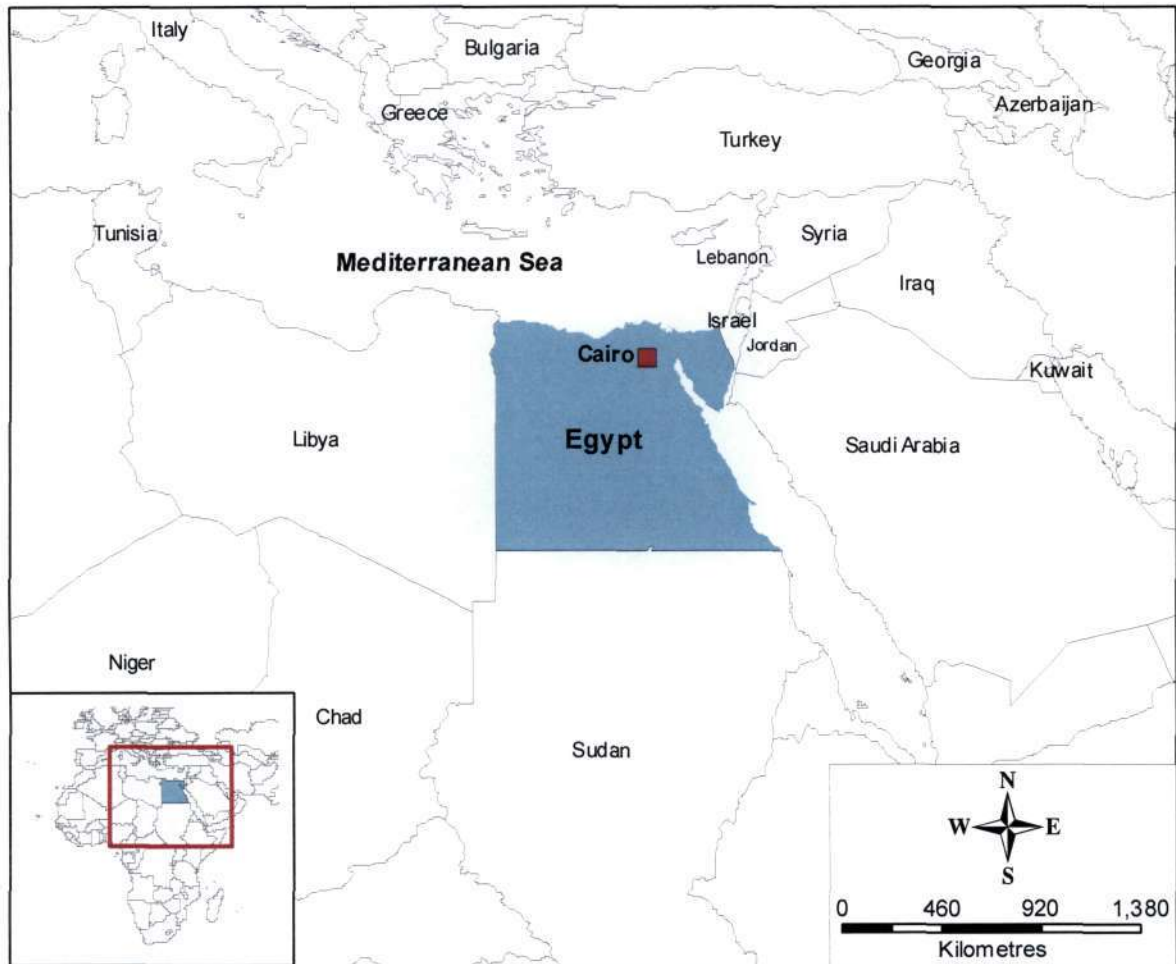 Italy
Bulgaria
Georgia
Greece
Azerbaijan
Turkey
Tunisia
Syria
Mediterranean Sea
Lebanon
Iraq
Israel
Jordan
Cairo
Kuwait
Libya
Egypt
Saudi Arabia
Niger
Chad
Sudan
N
W E
S
0 460 920 1,380
Kilometres